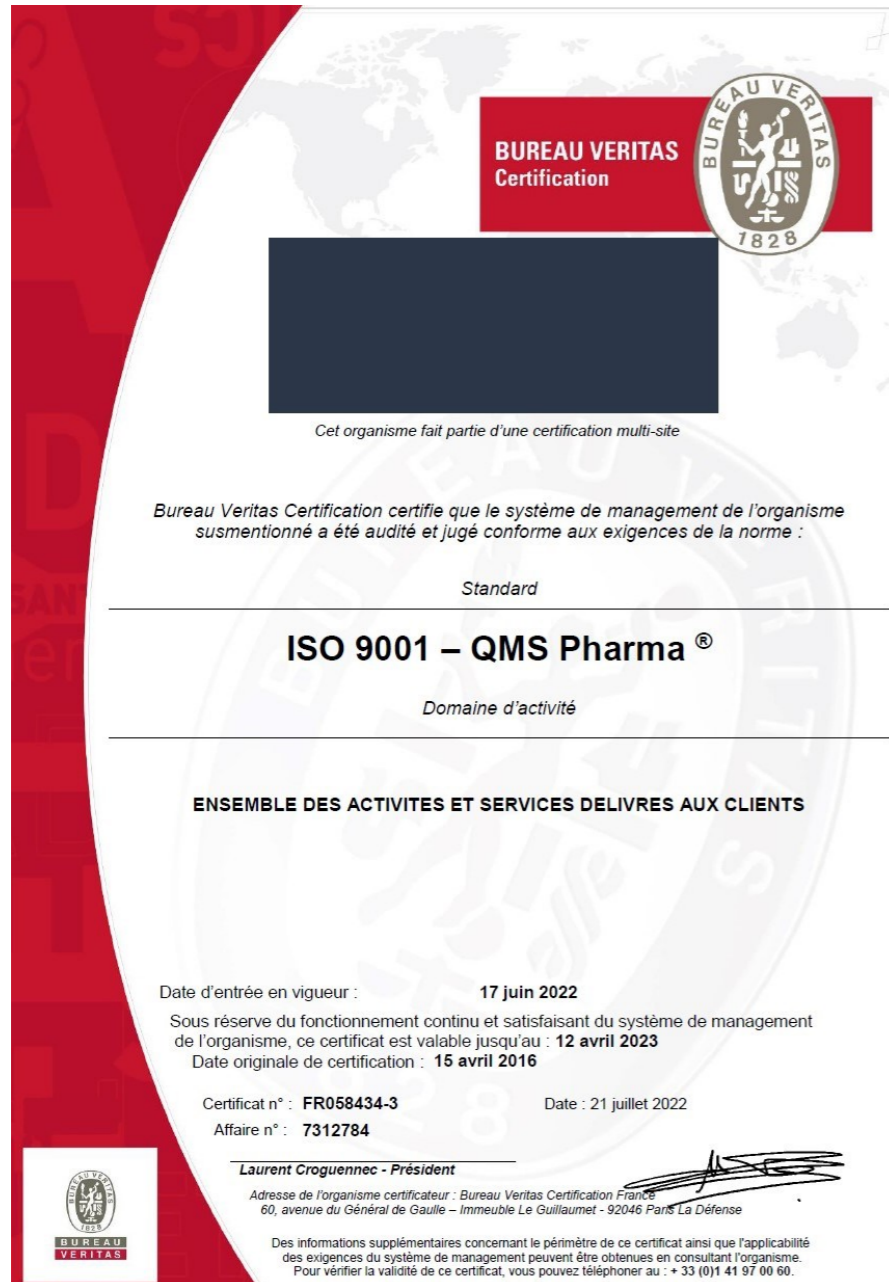 BUREAU VERITAS
Certification
BUREAU VERITAS
1828
Cet organisme fait partie d'une certification multi-site
Bureau Veritas Certification certifie que le système de management de l'organisme
susmentionné a été audité et jugé conforme aux exigences de la norme :
Standard
ISO 9001 – QMS Pharma ®
Domaine d'activité
ENSEMBLE DES ACTIVITES ET SERVICES DELIVRES AUX CLIENTS
Date d'entrée en vigueur : 17 juin 2022
Sous réserve du fonctionnement continu et satisfaisant du système de management
de l'organisme, ce certificat est valable jusqu'au : 12 avril 2023
Date originale de certification : 15 avril 2016
Certificat n° : FR058434-3 Date : 21 juillet 2022
Affaire n° : 7312784
Laurent Croguennec - Président
Adresse de l'organisme certificateur : Bureau Veritas Certification France
60, avenue du Général de Gaulle – Immeuble Le Guillaumet - 92046 Paris La Défense
Des informations supplémentaires concernant le périmètre de ce certificat ainsi que l'applicabilité
des exigences du système de management peuvent être obtenues en consultant l'organisme.
Pour vérifier la validité de ce certificat, vous pouvez téléphoner au : + 33 (0)1 41 97 00 60.
BUREAU VERITAS
1828
BUREAU
VERITAS